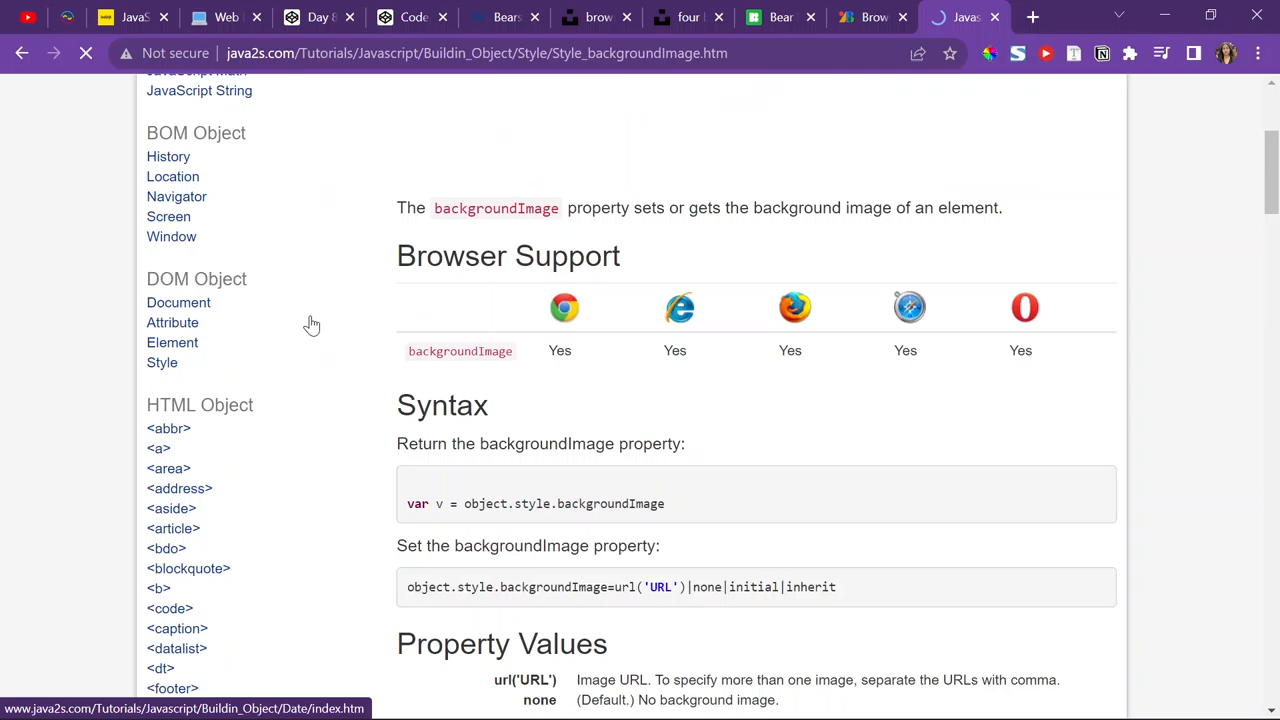 JavaS
Web
Day 8
Code
Bears
brow
four l
Bear
Brow
Javas
Not secure
java2s.com/Tutorials/Javascript/Buildin_Object/Style/Style_backgroundImage.htm
JavaScript Math
JavaScript String
BOM Object
History
Location
Navigator
Screen
Window
DOM Object
Document
Attribute
Element
Style
HTML Object
<abbr>
<a>
<area>
<address>
<aside>
<article>
<bdo>
<blockquote>
<b>
<code>
<caption>
<datalist>
<dt>
<footer>
The backgroundImage property sets or gets the background image of an element.
Browser Support
backgroundImage Yes Yes Yes Yes Yes
Syntax
Return the backgroundImage property:
var v = object.style.backgroundImage
Set the backgroundImage property:
object.style.backgroundImage=url('URL')|none|initial|inherit
Property Values
url('URL') Image URL. To specify more than one image, separate the URLs with comma.
none (Default.) No background image.
www.java2s.com/Tutorials/Javascript/Buildin_Object/Date/index.htm